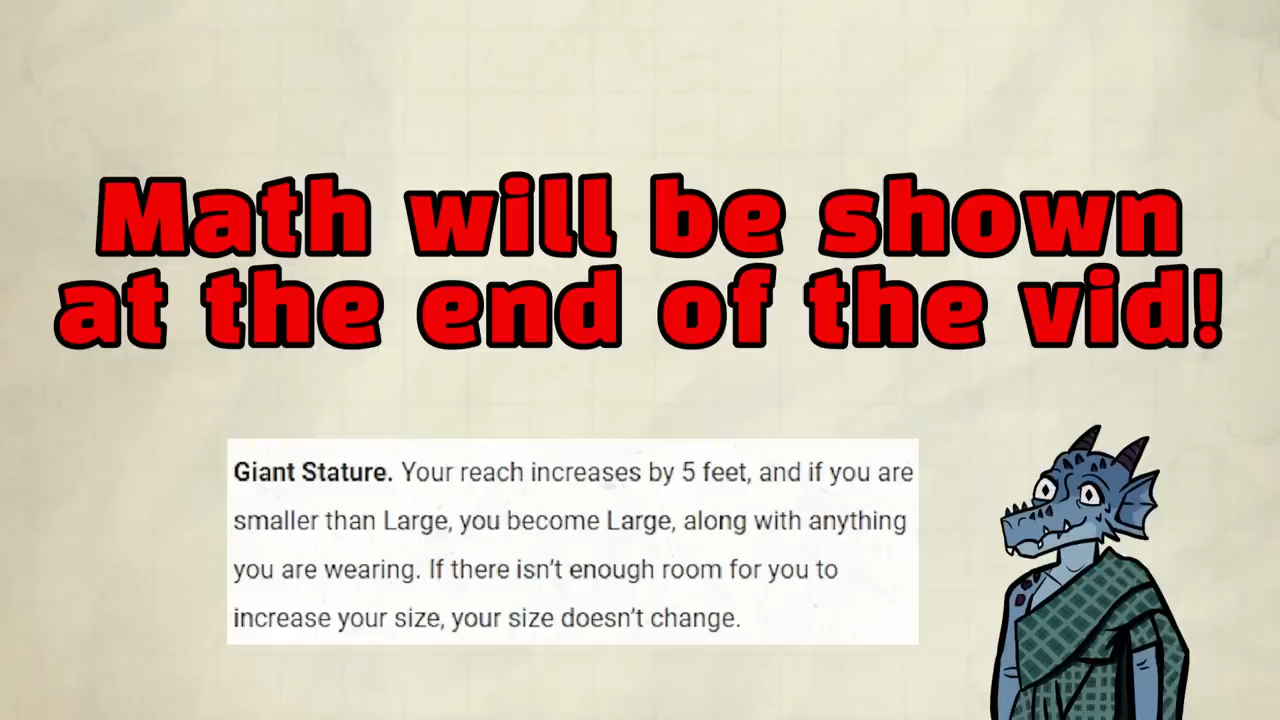 Math will be shown
at the end of the vid!
Giant Stature. Your reach increases by 5 feet, and if you are
smaller than Large, you become Large, along with anything
you are wearing. If there isn't enough room for you to
increase your size, your size doesn't change.